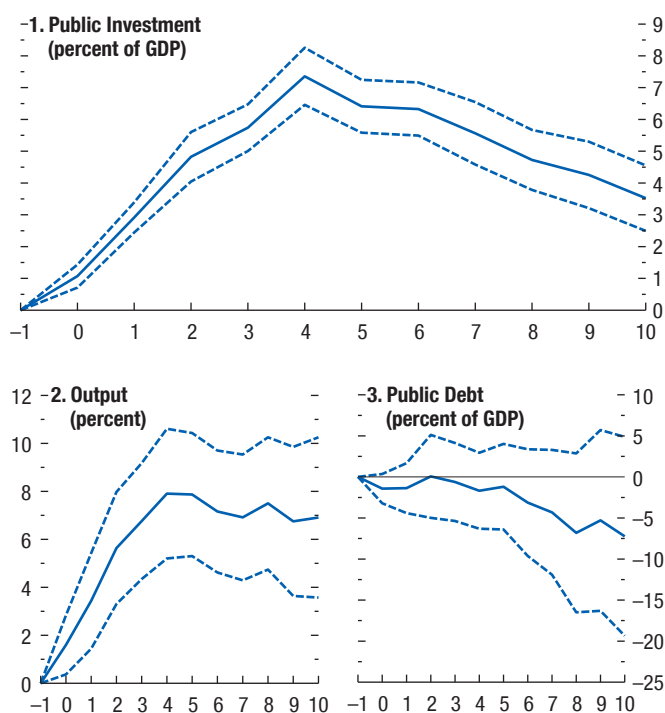 1. Public Investment
(percent of GDP)
9
8
7
6
5
4
3
2
1
0
–1 0 1 2 3 4 5 6 7 8 9 10
2. Output
(percent)
12
10
8
6
4
2
0
–1 0 1 2 3 4 5 6 7 8 9 10
3. Public Debt
(percent of GDP)
10
5
0
–5
–10
–15
–20
–25
–1 0 1 2 3 4 5 6 7 8 9 10